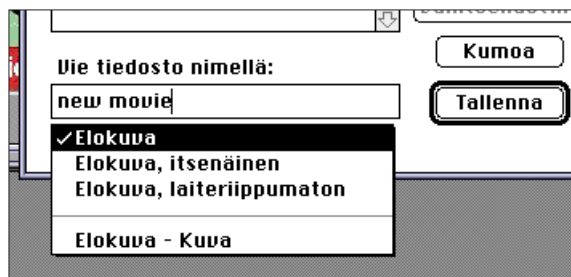 Kumoa
Vie tiedosto nimellä:
new movie
Tallenna
✓Elokuva
Elokuva, itsenäinen
Elokuva, laiteriippumaton
Elokuva - Kuva